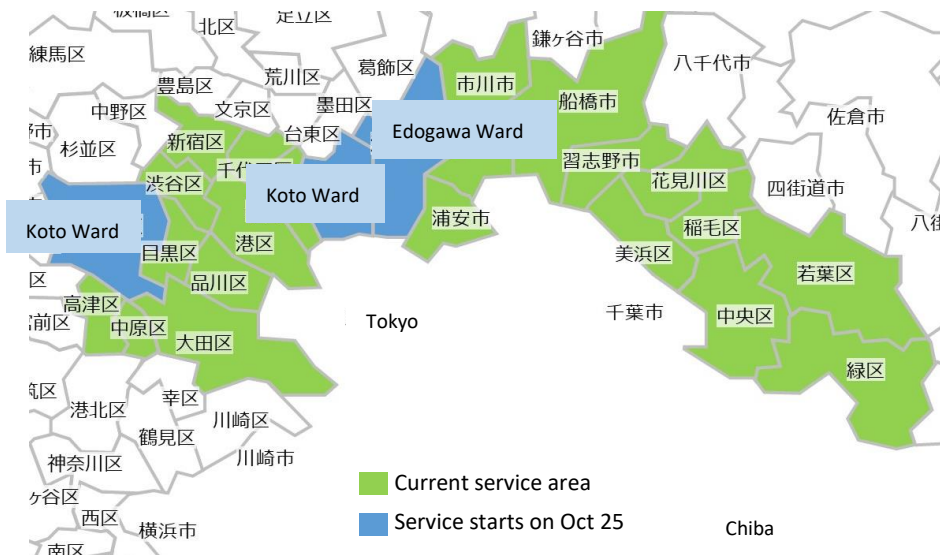 足立区
北区
練馬区
葛飾区
鎌ヶ谷市
八千代市
荒川区
豊島区
中野区
文京区
墨田区
市川市
船橋市
佐倉市
台東区
Edogawa Ward
杉並区
新宿区
習志野市
渋谷区
花見川区
四街道市
Koto Ward
浦安市
稲毛区
Koto Ward
目黒区
港区
美浜区
若葉区
品川区
高津区
千葉市
中央区
中原区
Tokyo
大田区
緑区
幸区
港北区
川崎区
鶴見区
川崎市
神奈川区
Current service area
西区
Service starts on Oct 25
横浜市
Chiba